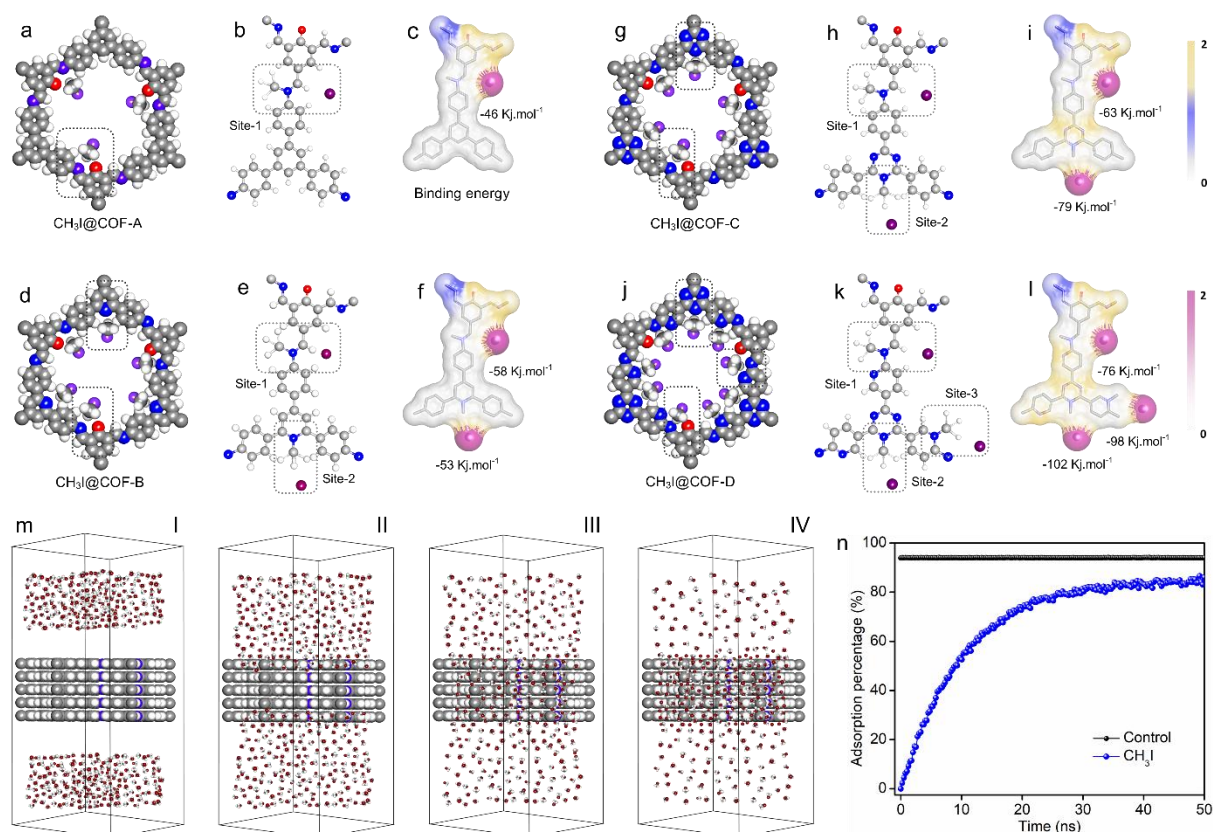 a
b
c
g
h
i
-46 Kj.mol⁻¹
Site-1
CH₃I@COF-A
Binding energy
-63 Kj.mol⁻¹
Site-1
CH₃I@COF-C
Site-2
-79 Kj.mol⁻¹
2
0
d
e
f
j
k
l
Site-1
-58 Kj.mol⁻¹
Site-2
-53 Kj.mol⁻¹
CH₃I@COF-B
Site-1
Site-3
-76 Kj.mol⁻¹
-98 Kj.mol⁻¹
CH₃I@COF-D
Site-2
-102 Kj.mol⁻¹
2
0
m I II III IV
n
Adsorption percentage (%)
100
80
60
40
20
0
Control
CH₃I
0 10 20 30 40 50
Time (ns)